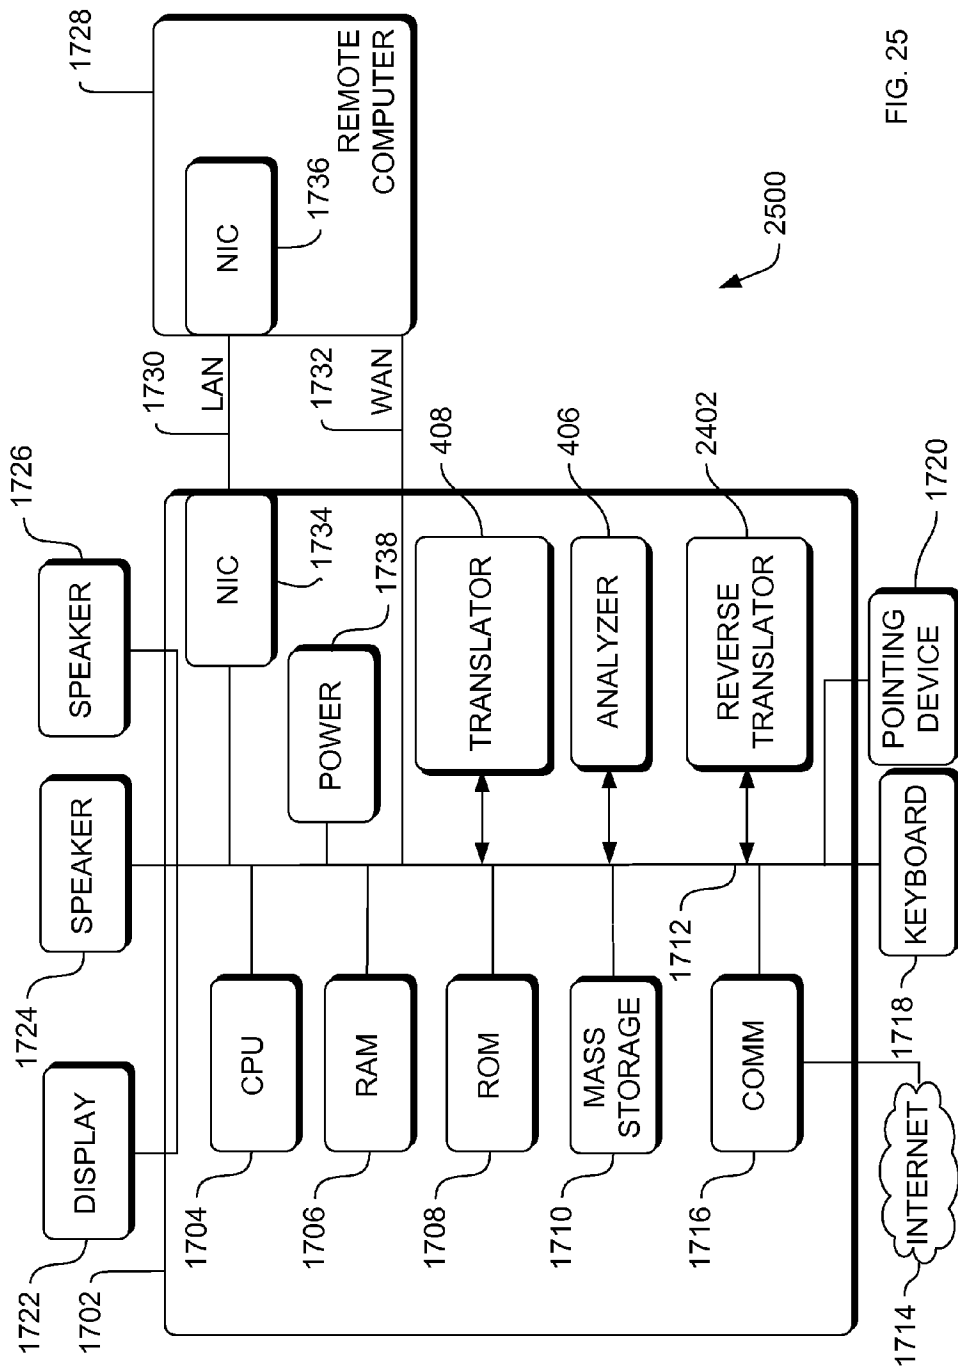 1722
DISPLAY
1724
SPEAKER
SPEAKER
1726
1702
1704
CPU
NIC
1734
1730
LAN
NIC
1736
1728
REMOTE
COMPUTER
1706
RAM
POWER
1738
1732
WAN
1708
ROM
TRANSLATOR
408
1710
MASS
STORAGE
ANALYZER
406
1716
COMM
1712
REVERSE
TRANSLATOR
2402
2500
1714
INTERNET
1718
KEYBOARD
POINTING
DEVICE
1720
FIG. 25